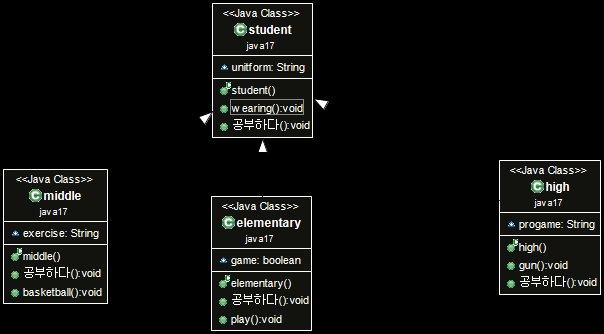 <<Java Class>>
student
java17
unitform: String
student()
w earing():void
공부하다():void
<<Java Class>>
middle
java17
exercise: String
middle()
공부하다():void
basketball():void
<<Java Class>>
elementary
java17
game: boolean
elementary()
공부하다():void
play():void
<<Java Class>>
high
java17
progame: String
high()
gun():void
공부하다():void